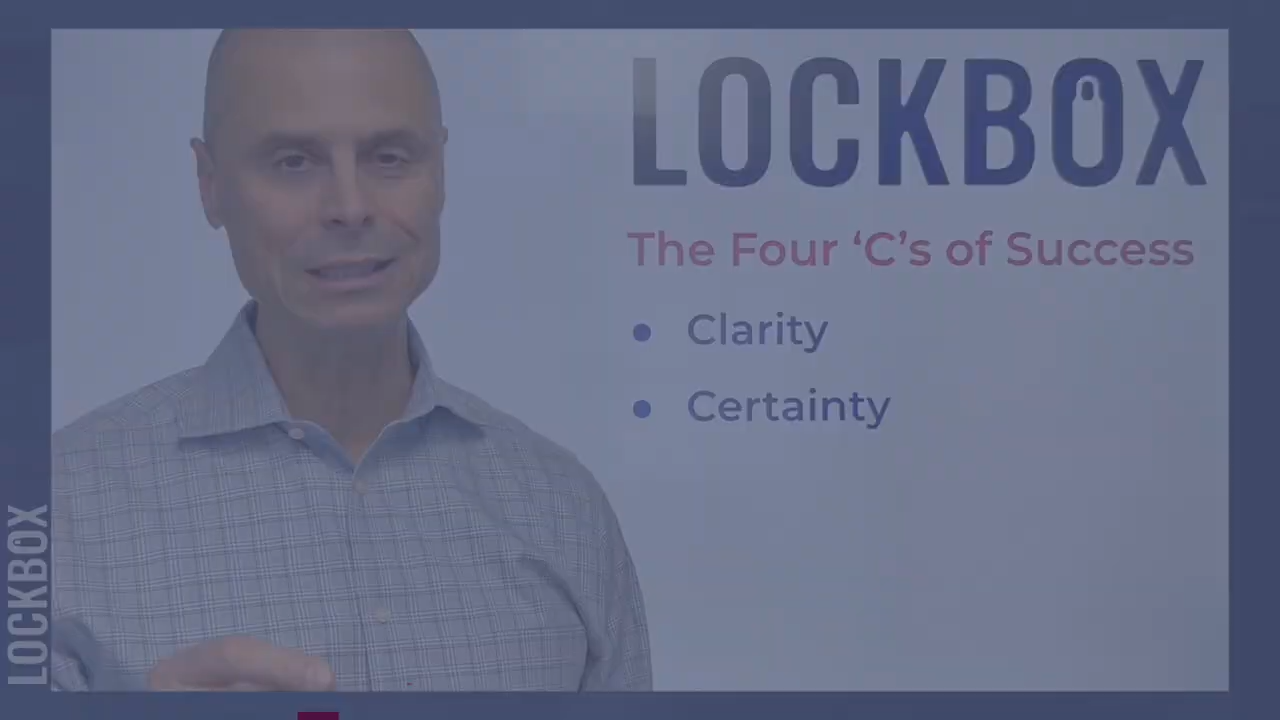 LOCKBOX
The Four ‘C’s of Success
• Clarity
• Certainty
LOCKBOX